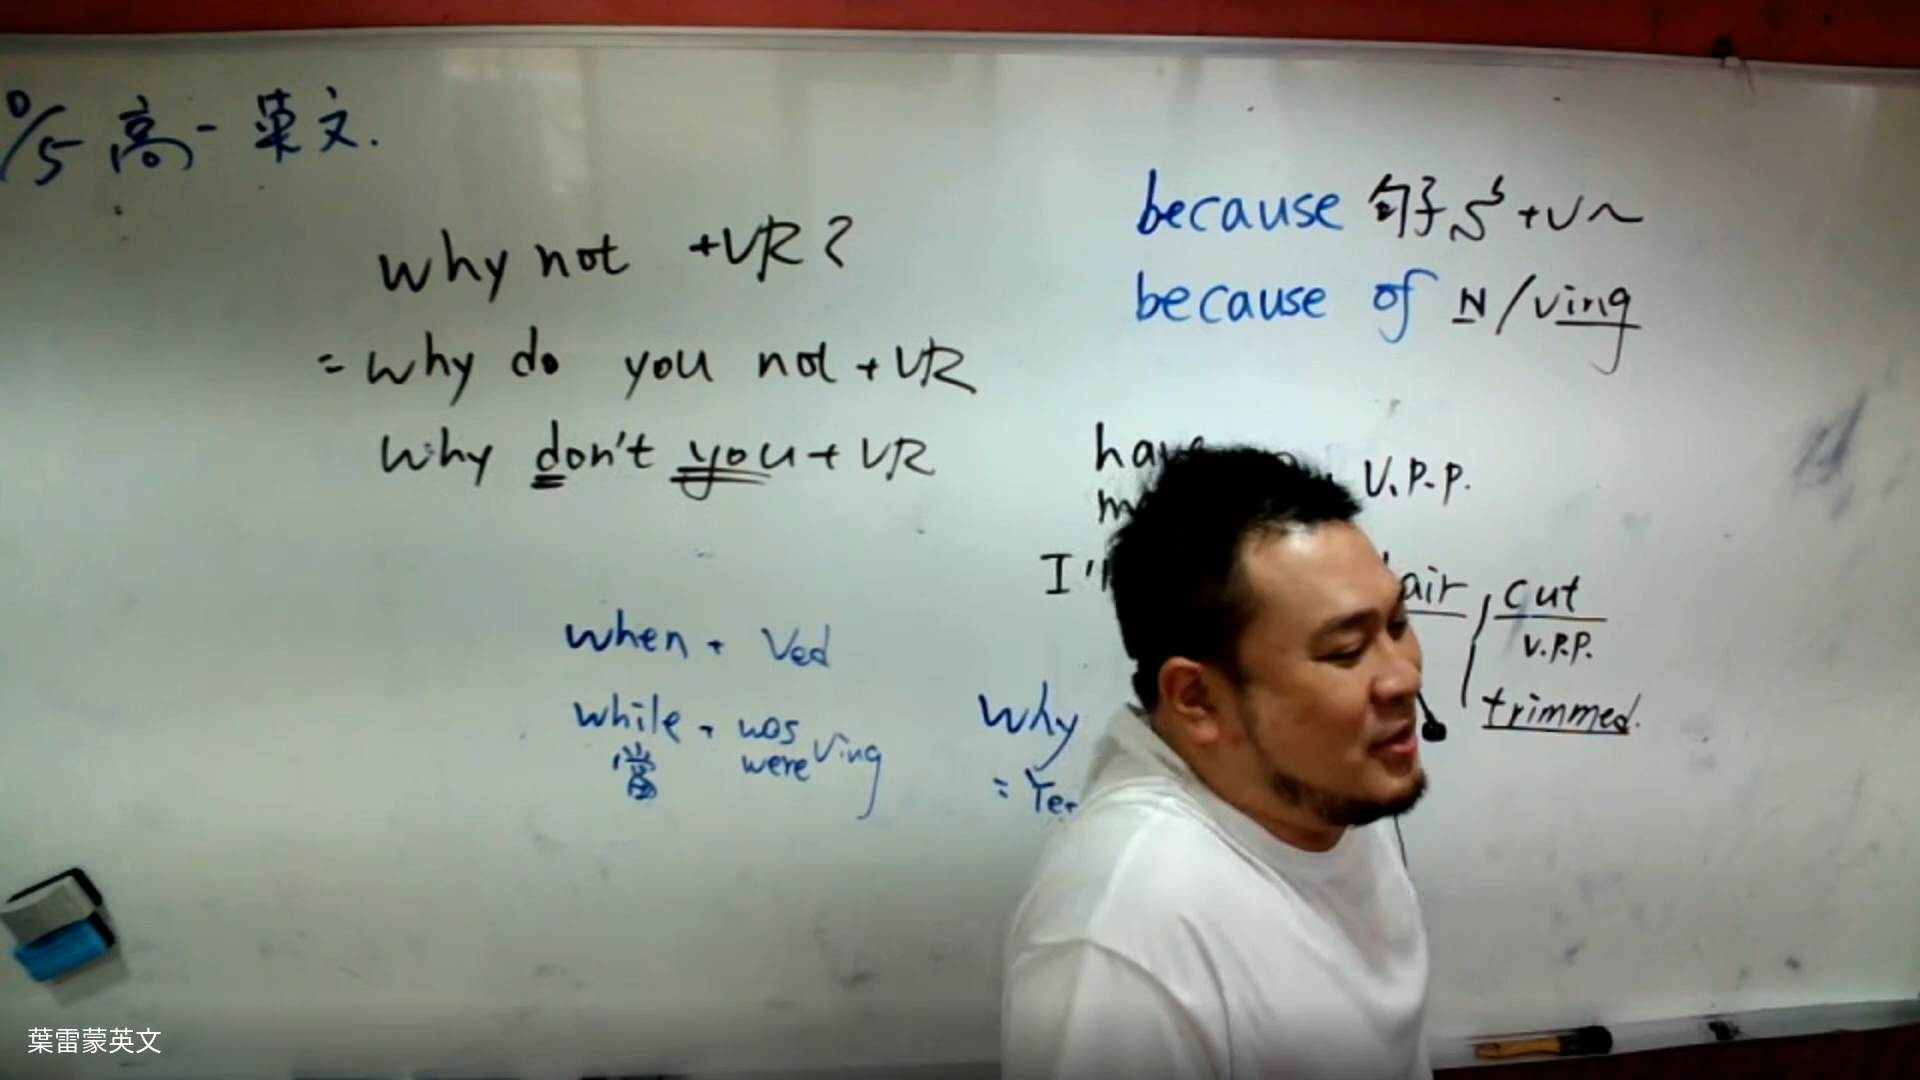 /5 高一 英文.
why not +VR?
= why do you not + VR
why don't you + VR
when + Ved
while + was
were Ving
當
because 句子 S + V ~
because of N / Ving
V.P.P.
cut
V.P.P.
trimmed.
why
葉雷蒙英文